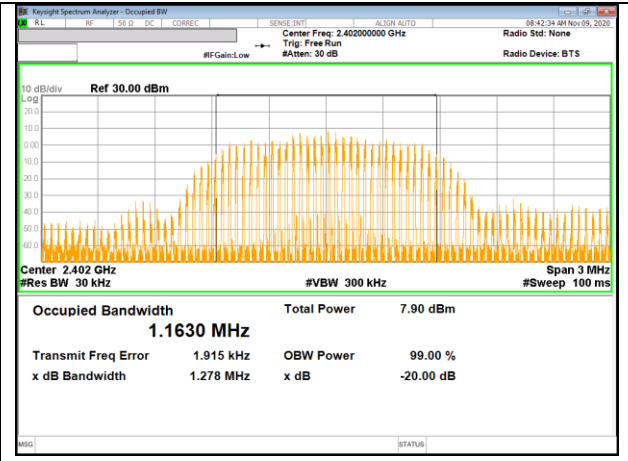 Keysight Spectrum Analyzer - Occupied BW
RL RF 50 Ω DC CORREC SENSE:INT ALIGN AUTO 08:42:34 AM Nov 09, 2020
Center Freq: 2.402000000 GHz Radio Std: None
Trig: Free Run
#IFGain:Low #Atten: 30 dB Radio Device: BTS
10 dB/div Ref 30.00 dBm
Log
20.0
10.0
0.00
-10.0
-20.0
-30.0
-40.0
-50.0
-60.0
Center 2.402 GHz Span 3 MHz
#Res BW 30 kHz #VBW 300 kHz #Sweep 100 ms
Occupied Bandwidth Total Power 7.90 dBm
1.1630 MHz
Transmit Freq Error 1.915 kHz OBW Power 99.00 %
x dB Bandwidth 1.278 MHz x dB -20.00 dB
MSG STATUS